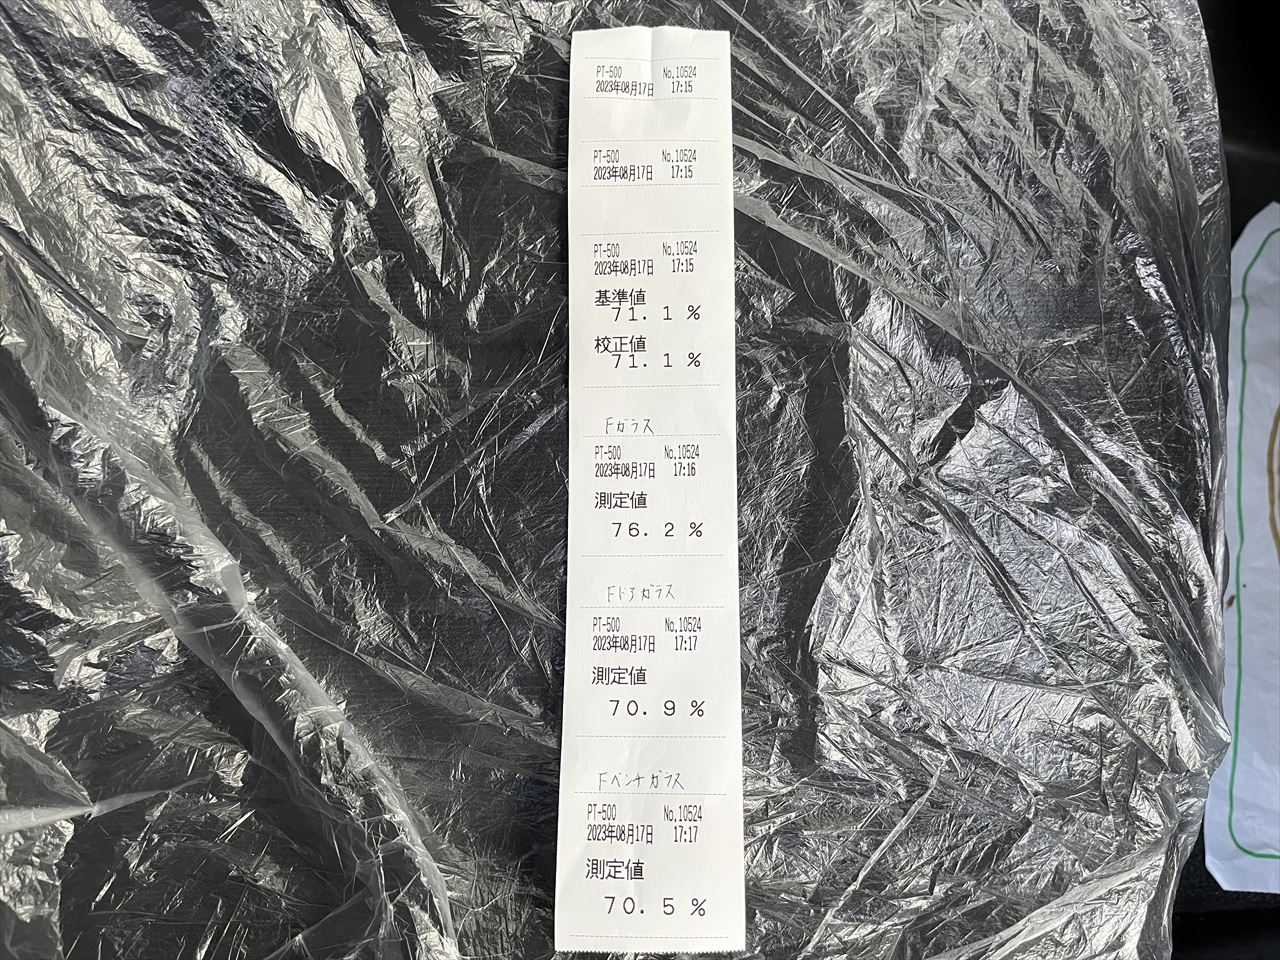 PT-500 No.10524
2023年08月17日 17:15
PT-500 No.10524
2023年08月17日 17:15
PT-500 No.10524
2023年08月17日 17:15
基準値
71.1%
校正値
71.1%
Fガラス
PT-500 No.10524
2023年08月17日 17:16
測定値
76.2%
Fドアガラス
PT-500 No.10524
2023年08月17日 17:17
測定値
70.9%
Fベンチガラス
PT-500 No.10524
2023年08月17日 17:17
測定値
70.5%